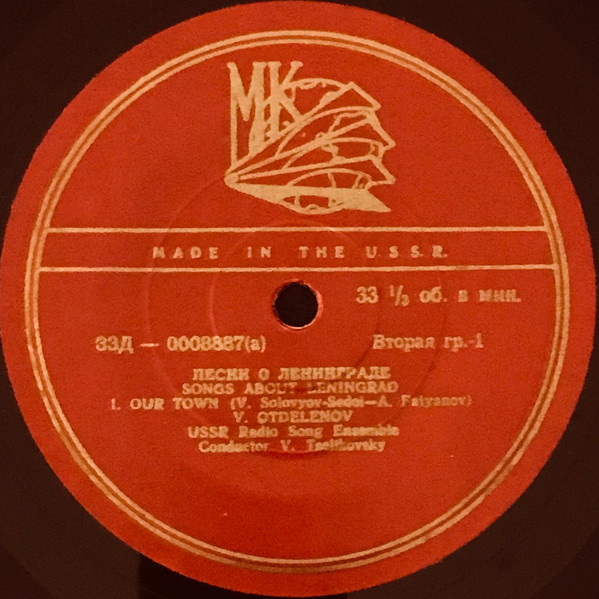 МК
MADE IN THE U.S.S.R.
33 ⅓ об. в мин.
33Д — 0008887(a) Вторая гр.-1
ПЕСНИ О ЛЕНИНГРАДЕ
SONGS ABOUT LENINGRAD
1. OUR TOWN (V. Solovyov-Sedoi—A. Fatyanov)
V. OTDELENOV
USSR Radio Song Ensemble
Conductor V. Tselikovsky